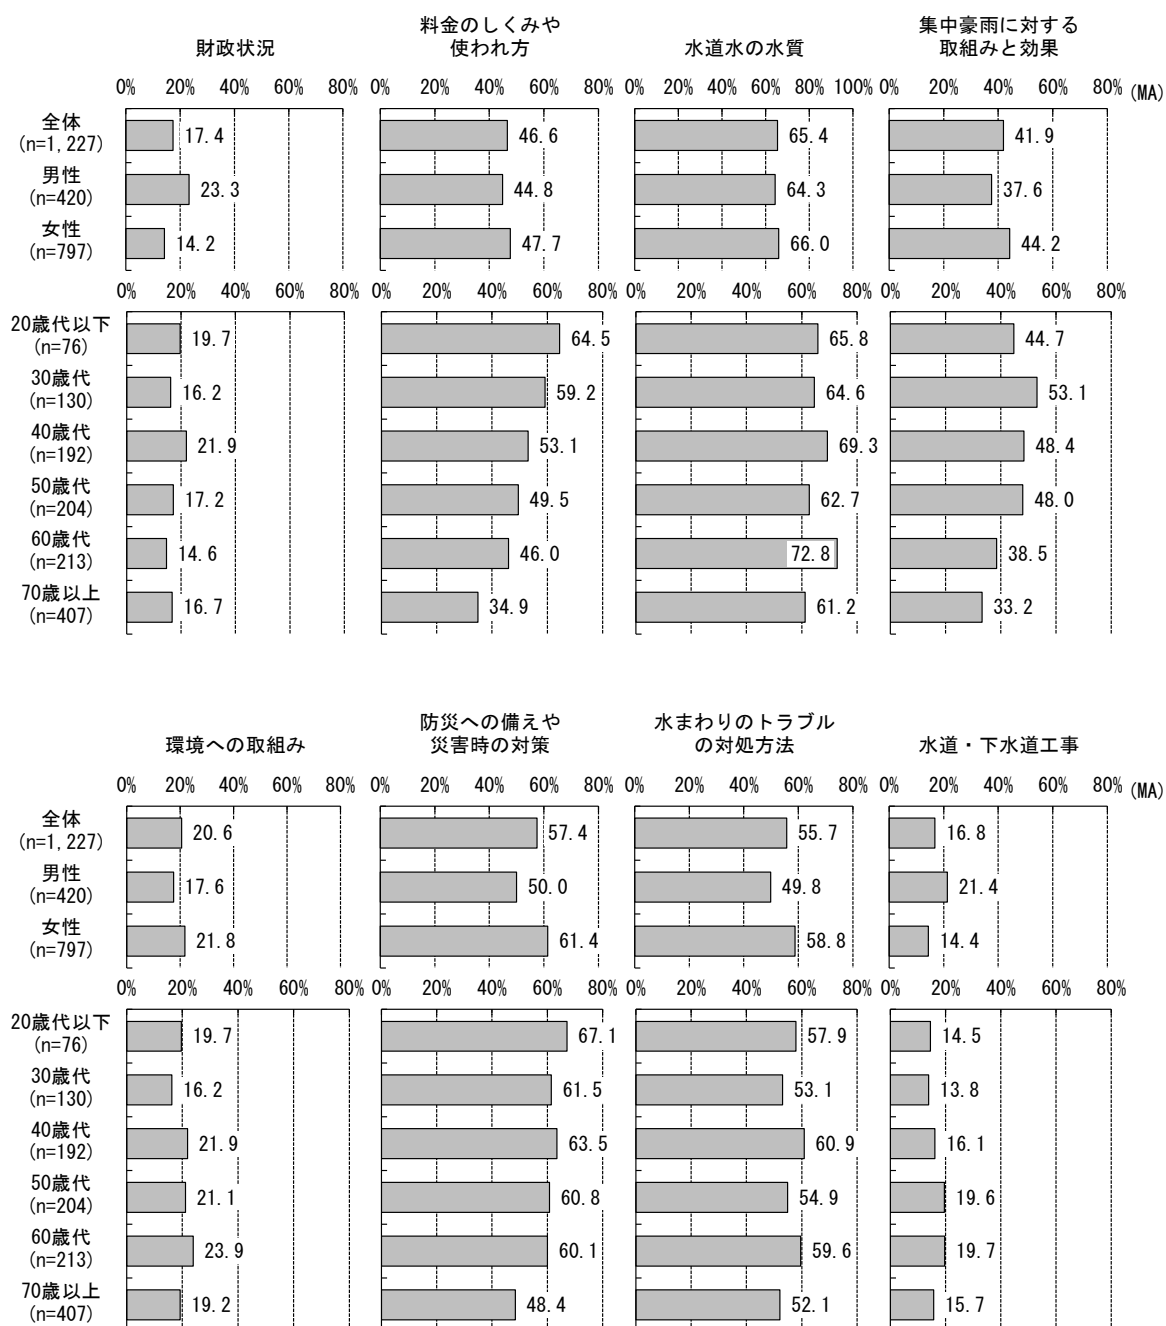 財政状況
料金のしくみや
使われ方
水道水の水質
集中豪雨に対する
取組みと効果
0% 20% 40% 60% 80%
0% 20% 40% 60% 80%
0% 20% 40% 60% 80% 100%
0% 20% 40% 60% 80% (MA)
全体
(n=1,227)
17.4 46.6 65.4 41.9
男性
(n=420)
23.3 44.8 64.3 37.6
女性
(n=797)
14.2 47.7 66.0 44.2
0% 20% 40% 60% 80%
0% 20% 40% 60% 80%
0% 20% 40% 60% 80%
0% 20% 40% 60% 80%
20歳代以下
(n=76)
19.7 64.5 65.8 44.7
30歳代
(n=130)
16.2 59.2 64.6 53.1
40歳代
(n=192)
21.9 53.1 69.3 48.4
50歳代
(n=204)
17.2 49.5 62.7 48.0
60歳代
(n=213)
14.6 46.0 72.8 38.5
70歳以上
(n=407)
16.7 34.9 61.2 33.2
環境への取組み
防災への備えや
災害時の対策
水まわりのトラブル
の対処方法
水道・下水道工事
0% 20% 40% 60% 80%
0% 20% 40% 60% 80%
0% 20% 40% 60% 80%
0% 20% 40% 60% 80% (MA)
全体
(n=1,227)
20.6 57.4 55.7 16.8
男性
(n=420)
17.6 50.0 49.8 21.4
女性
(n=797)
21.8 61.4 58.8 14.4
0% 20% 40% 60% 80%
0% 20% 40% 60% 80%
0% 20% 40% 60% 80%
0% 20% 40% 60% 80%
20歳代以下
(n=76)
19.7 67.1 57.9 14.5
30歳代
(n=130)
16.2 61.5 53.1 13.8
40歳代
(n=192)
21.9 63.5 60.9 16.1
50歳代
(n=204)
21.1 60.8 54.9 19.6
60歳代
(n=213)
23.9 60.1 59.6 19.7
70歳以上
(n=407)
19.2 48.4 52.1 15.7